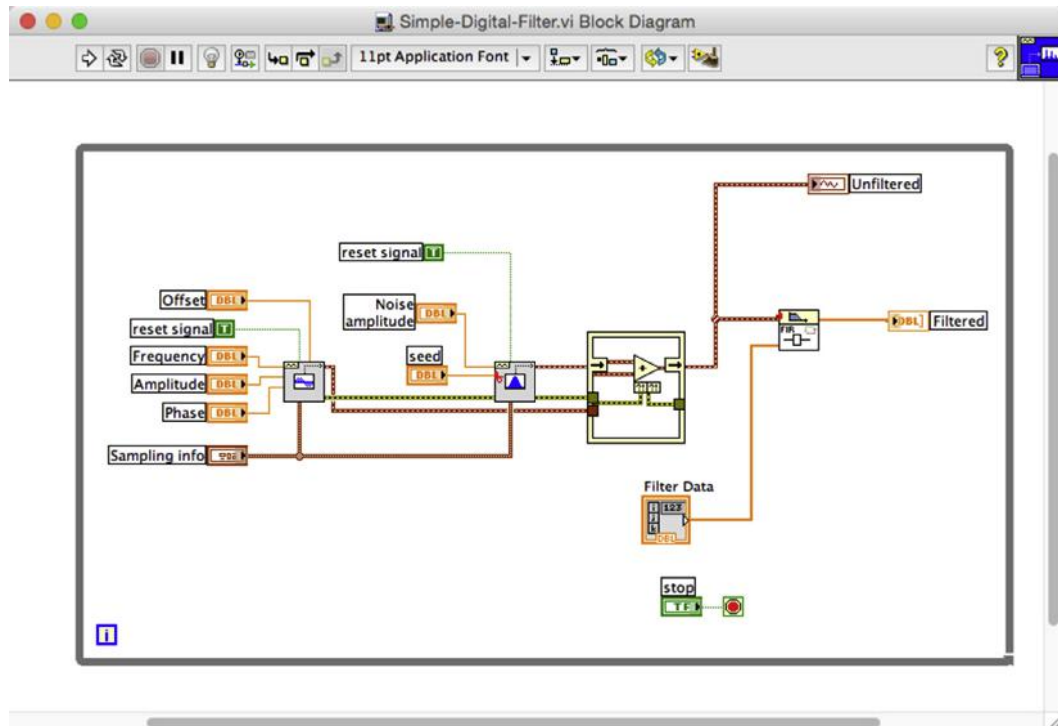 Simple-Digital-Filter.vi Block Diagram
11pt Application Font
Unfiltered
reset signal
T
Offset
DBL
Noise
amplitude
DBL
DBL
Filtered
reset signal
T
FIR
Frequency
DBL
seed
DBL
Amplitude
DBL
Phase
DBL
Sampling info
Filter Data
i
123
j
k
DBL
stop
TF
i